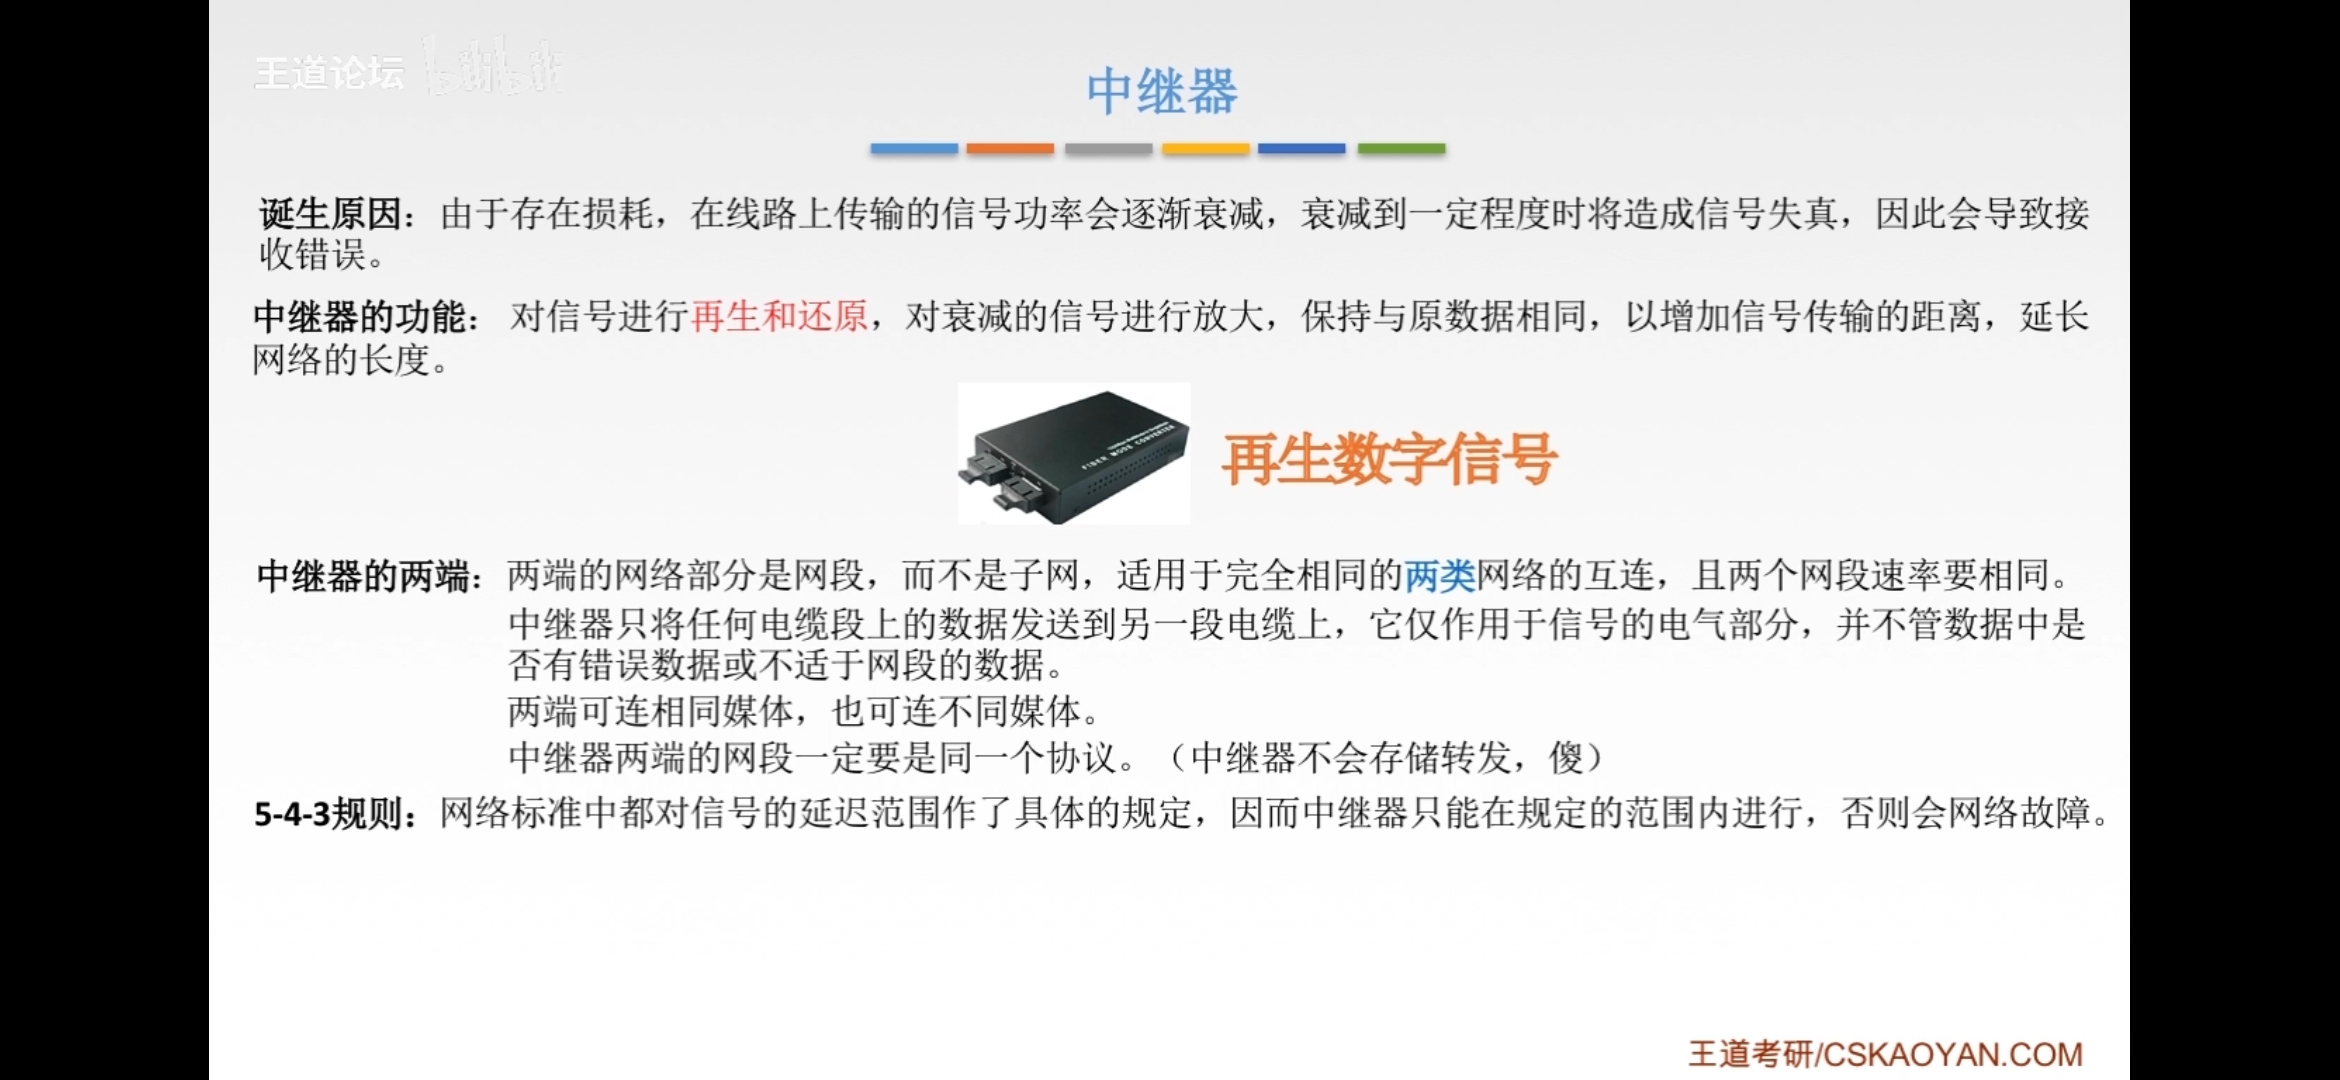 王道论坛 bilibili
中继器
诞生原因：由于存在损耗，在线路上传输的信号功率会逐渐衰减，衰减到一定程度时将造成信号失真，因此会导致接
收错误。
中继器的功能： 对信号进行再生和还原，对衰减的信号进行放大，保持与原数据相同，以增加信号传输的距离，延长
网络的长度。
FIBER MODE CONVERTER
再生数字信号
中继器的两端：两端的网络部分是网段，而不是子网，适用于完全相同的两类网络的互连，且两个网段速率要相同。
中继器只将任何电缆段上的数据发送到另一段电缆上，它仅作用于信号的电气部分，并不管数据中是
否有错误数据或不适于网段的数据。
两端可连相同媒体，也可连不同媒体。
中继器两端的网段一定要是同一个协议。（中继器不会存储转发，傻）
5-4-3规则：网络标准中都对信号的延迟范围作了具体的规定，因而中继器只能在规定的范围内进行，否则会网络故障。
王道考研/CSKAOYAN.COM